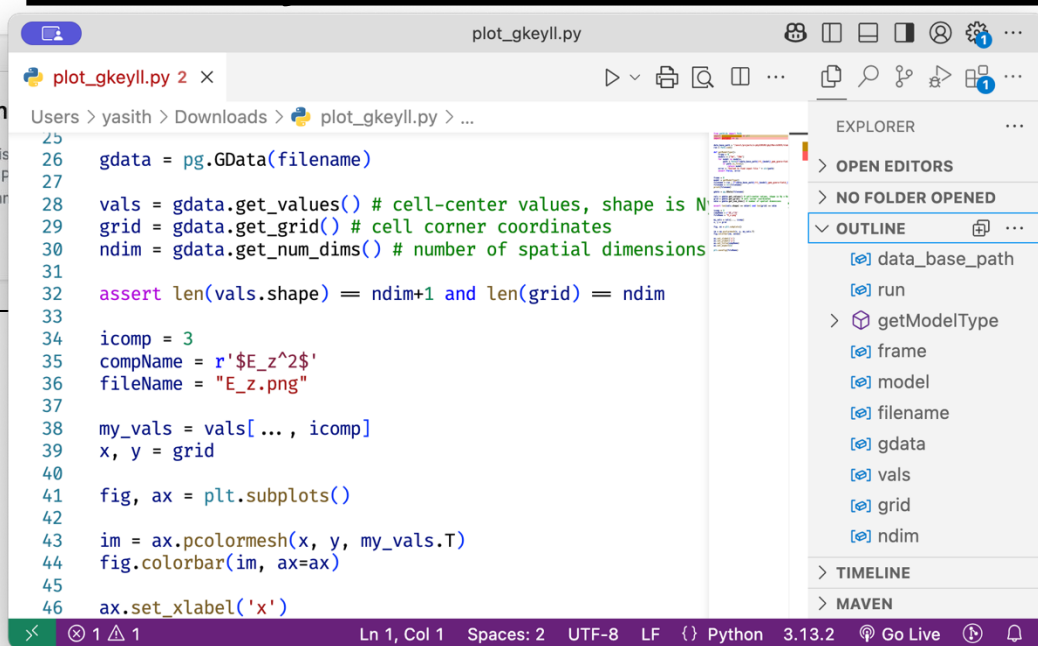 plot_gkeyll.py
plot_gkeyll.py 2
Users > yasith > Downloads > plot_gkeyll.py > ...
25
26 gdata = pg.GData(filename)
27
28 vals = gdata.get_values() # cell-center values, shape is N
29 grid = gdata.get_grid() # cell corner coordinates
30 ndim = gdata.get_num_dims() # number of spatial dimensions
31
32 assert len(vals.shape) == ndim+1 and len(grid) == ndim
33
34 icomp = 3
35 compName = r'$E_z^2$'
36 fileName = "E_z.png"
37
38 my_vals = vals[..., icomp]
39 x, y = grid
40
41 fig, ax = plt.subplots()
42
43 im = ax.pcolormesh(x, y, my_vals.T)
44 fig.colorbar(im, ax=ax)
45
46 ax.set_xlabel('x')
1
1
EXPLORER
OPEN EDITORS
NO FOLDER OPENED
OUTLINE
data_base_path
run
getModelType
frame
model
filename
gdata
vals
grid
ndim
TIMELINE
MAVEN
1 1 Ln 1, Col 1 Spaces: 2 UTF-8 LF {} Python 3.13.2 Go Live